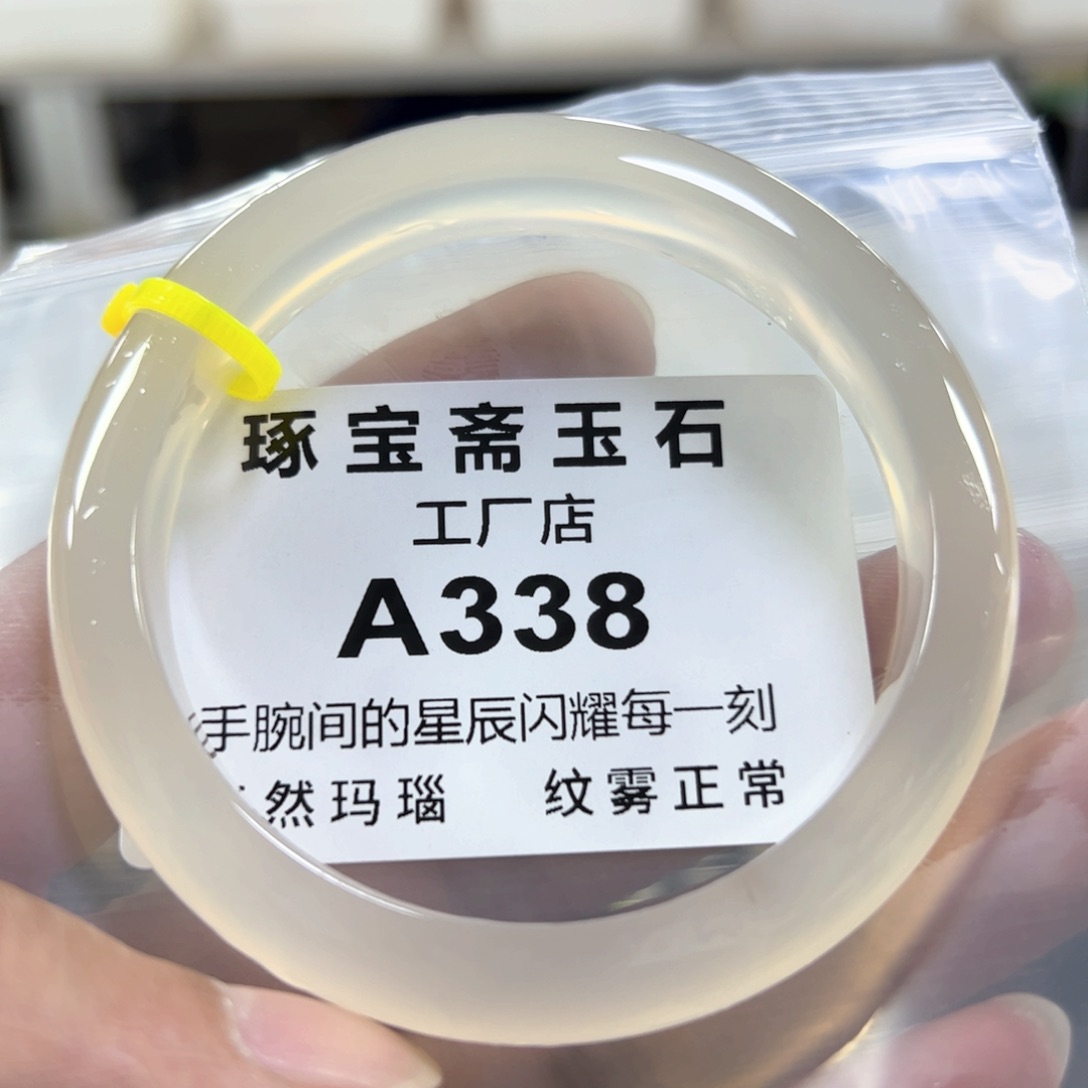 琢宝斋玉石
工厂店
A338
手腕间的星辰闪耀每一刻
然玛瑙 纹雾正常